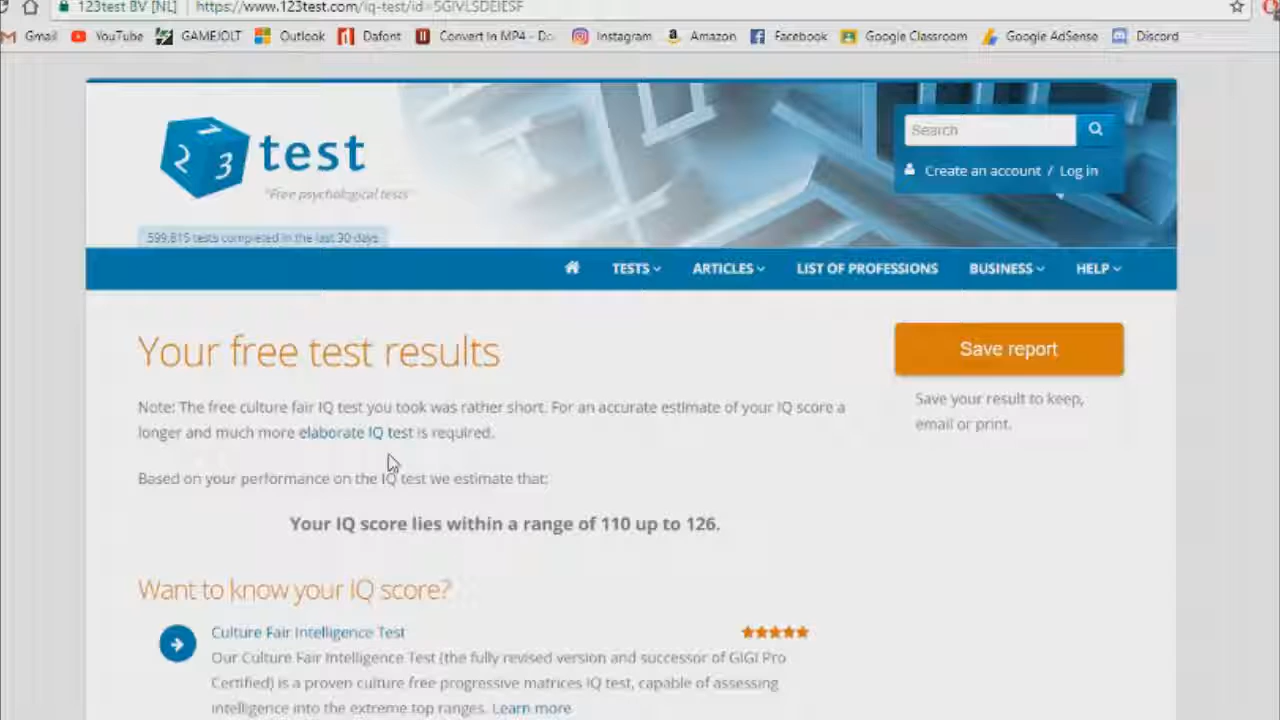 123test BV [NL] https://www.123test.com/iq-test/id=5GIVLSDEIESF
Gmail YouTube GAMEJOLT Outlook Dafont Convert In MP4 - Do Instagram Amazon Facebook Google Classroom Google AdSense Discord
1 2 3 test
"Free psychological tests"
Search
Create an account / Log in
599,815 tests completed in the last 30 days
TESTS ARTICLES LIST OF PROFESSIONS BUSINESS HELP
Your free test results
Save report
Note: The free culture fair IQ test you took was rather short. For an accurate estimate of your IQ score a
longer and much more elaborate IQ test is required.
Save your result to keep,
email or print.
Based on your performance on the IQ test we estimate that:
Your IQ score lies within a range of 110 up to 126.
Want to know your IQ score?
Culture Fair Intelligence Test
Our Culture Fair Intelligence Test (the fully revised version and successor of GIGI Pro
Certified) is a proven culture free progressive matrices IQ test, capable of assessing
intelligence into the extreme top ranges. Learn more